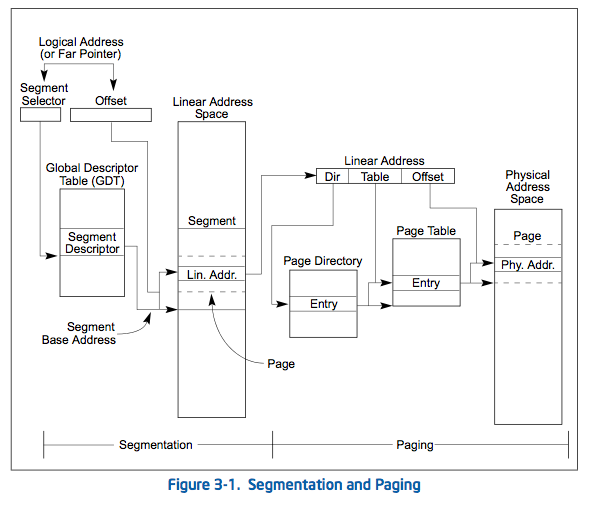 Logical Address
(or Far Pointer)
Segment
Selector
Offset
Linear Address
Space
Global Descriptor
Table (GDT)
Segment
Descriptor
Segment
Lin. Addr.
Segment
Base Address
Page
Linear Address
Dir
Table
Offset
Page Directory
Entry
Page Table
Entry
Physical
Address
Space
Page
Phy. Addr.
Segmentation
Paging
Figure 3-1. Segmentation and Paging